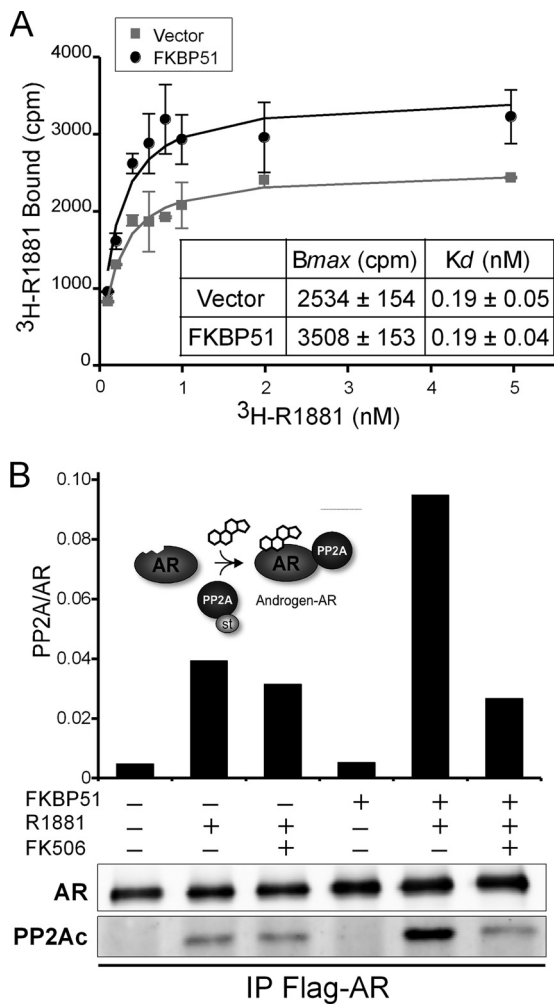 A
Vector
FKBP51
4000
3000
2000
1000
0
³H-R1881 Bound (cpm)
Bmax (cpm) Kd (nM)
Vector 2534 ± 154 0.19 ± 0.05
FKBP51 3508 ± 153 0.19 ± 0.04
0 1 2 3 4 5
³H-R1881 (nM)
B
0.10
0.08
0.06
0.04
0.02
0
PP2A/AR
AR
PP2A
st
AR
PP2A
Androgen-AR
FKBP51 – – – + + +
R1881 – + + – + +
FK506 – – + – – +
AR
PP2Ac
IP Flag-AR